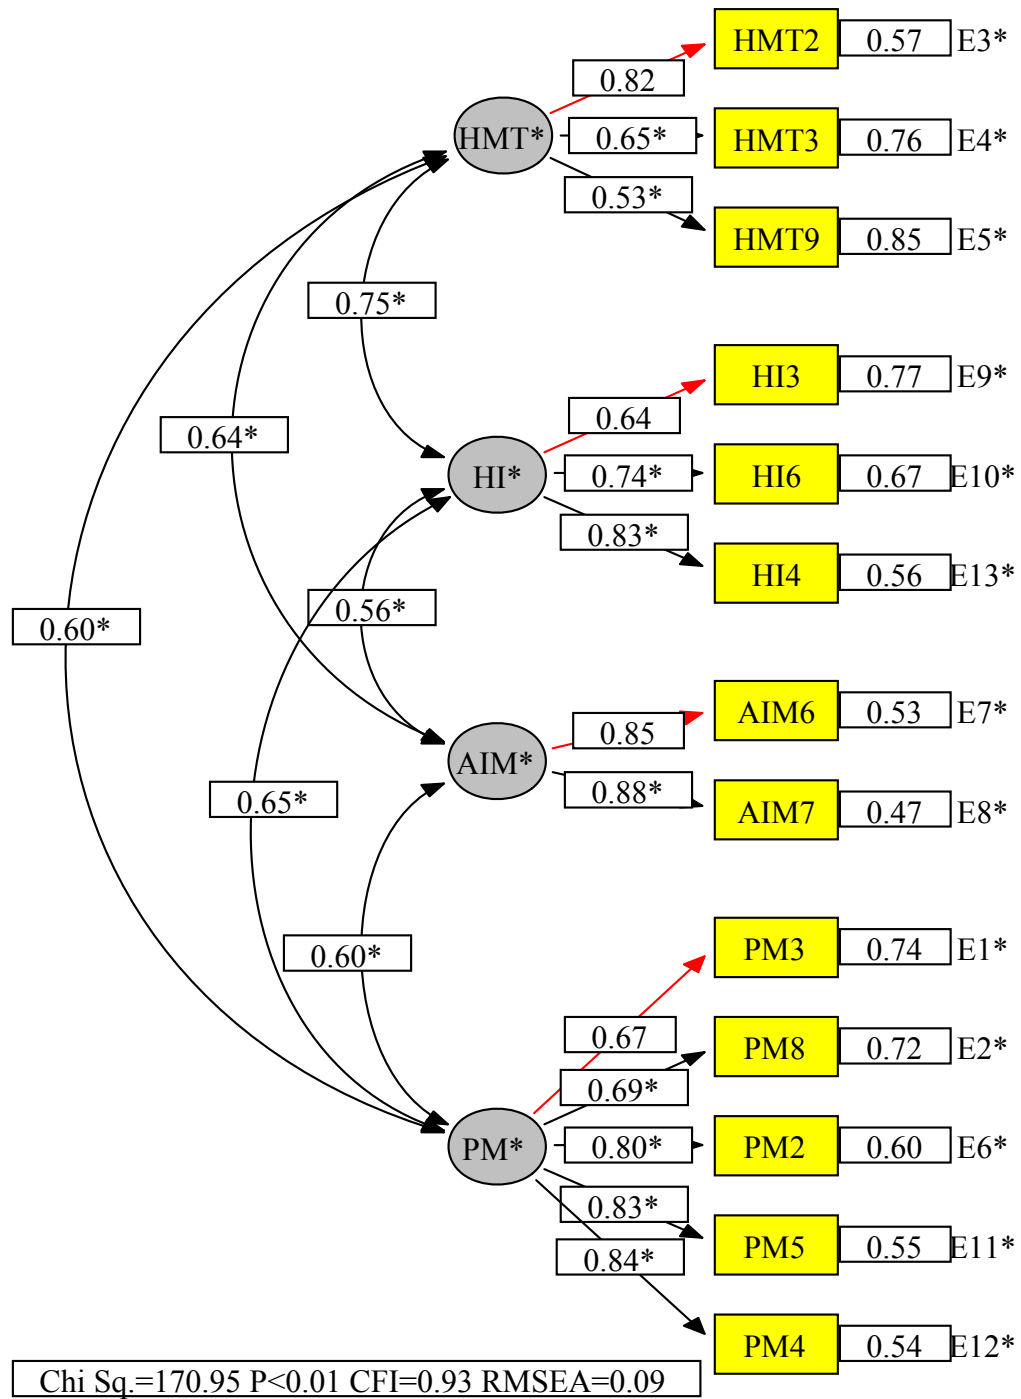 HMT2 0.57 E3*
0.82
HMT* 0.65* HMT3 0.76 E4*
0.53*
HMT9 0.85 E5*
0.75*
HI3 0.77 E9*
0.64
0.64*
HI* 0.74* HI6 0.67 E10*
0.83*
HI4 0.56 E13*
0.60* 0.56*
AIM6 0.53 E7*
0.85
AIM*
0.65* 0.88* AIM7 0.47 E8*
0.60* PM3 0.74 E1*
0.67
PM8 0.72 E2*
0.69*
PM* 0.80* PM2 0.60 E6*
0.83*
PM5 0.55 E11*
0.84*
PM4 0.54 E12*
Chi Sq.=170.95 P<0.01 CFI=0.93 RMSEA=0.09